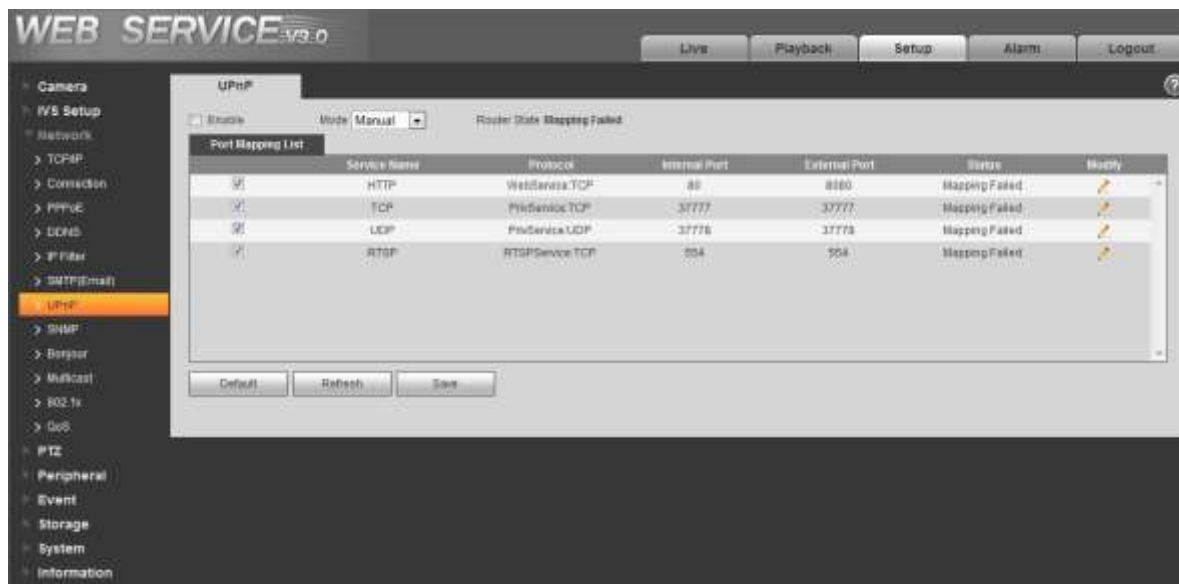 WEB SERVICE V3.0
Live Playback Setup Alarm Logout
Camera
IVS Setup
Network
TCP/IP
Connection
PPPoE
DDNS
IP Filter
SMTP(Email)
UPnP
SNMP
Bonjour
Multicast
802.1x
QoS
PTZ
Peripheral
Event
Storage
System
Information
UPnP
Enable Mode Manual Router State Mapping Failed
Port Mapping List
Service Name Protocol Internal Port External Port Status Modify
HTTP WebService:TCP 80 8080 Mapping Failed
TCP PrivService:TCP 37777 37777 Mapping Failed
UDP PrivService:UDP 37778 37778 Mapping Failed
RTSP RTSPService:TCP 554 554 Mapping Failed
Default Refresh Save